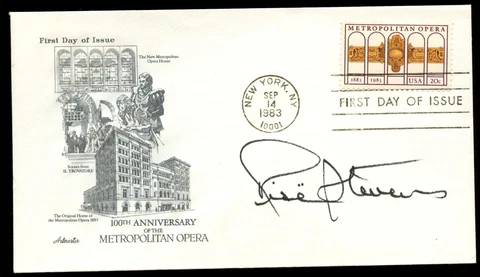 First Day of Issue
The New Metropolitan
Opera House
Scenes from
IL TROVATORE
The Original Home of
the Metropolitan Opera 1883
100TH ANNIVERSARY
OF THE
METROPOLITAN OPERA
Artcraft
METROPOLITAN OPERA
1883 1983 USA 20c
NEW YORK, NY
SEP
14
1983
10001
FIRST DAY OF ISSUE
Risë Stevens